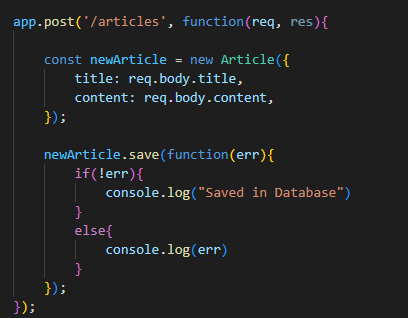 app.post('/articles', function(req, res){
const newArticle = new Article({
title: req.body.title,
content: req.body.content,
});
newArticle.save(function(err){
if(!err){
console.log("Saved in Database")
}
else{
console.log(err)
}
});
});